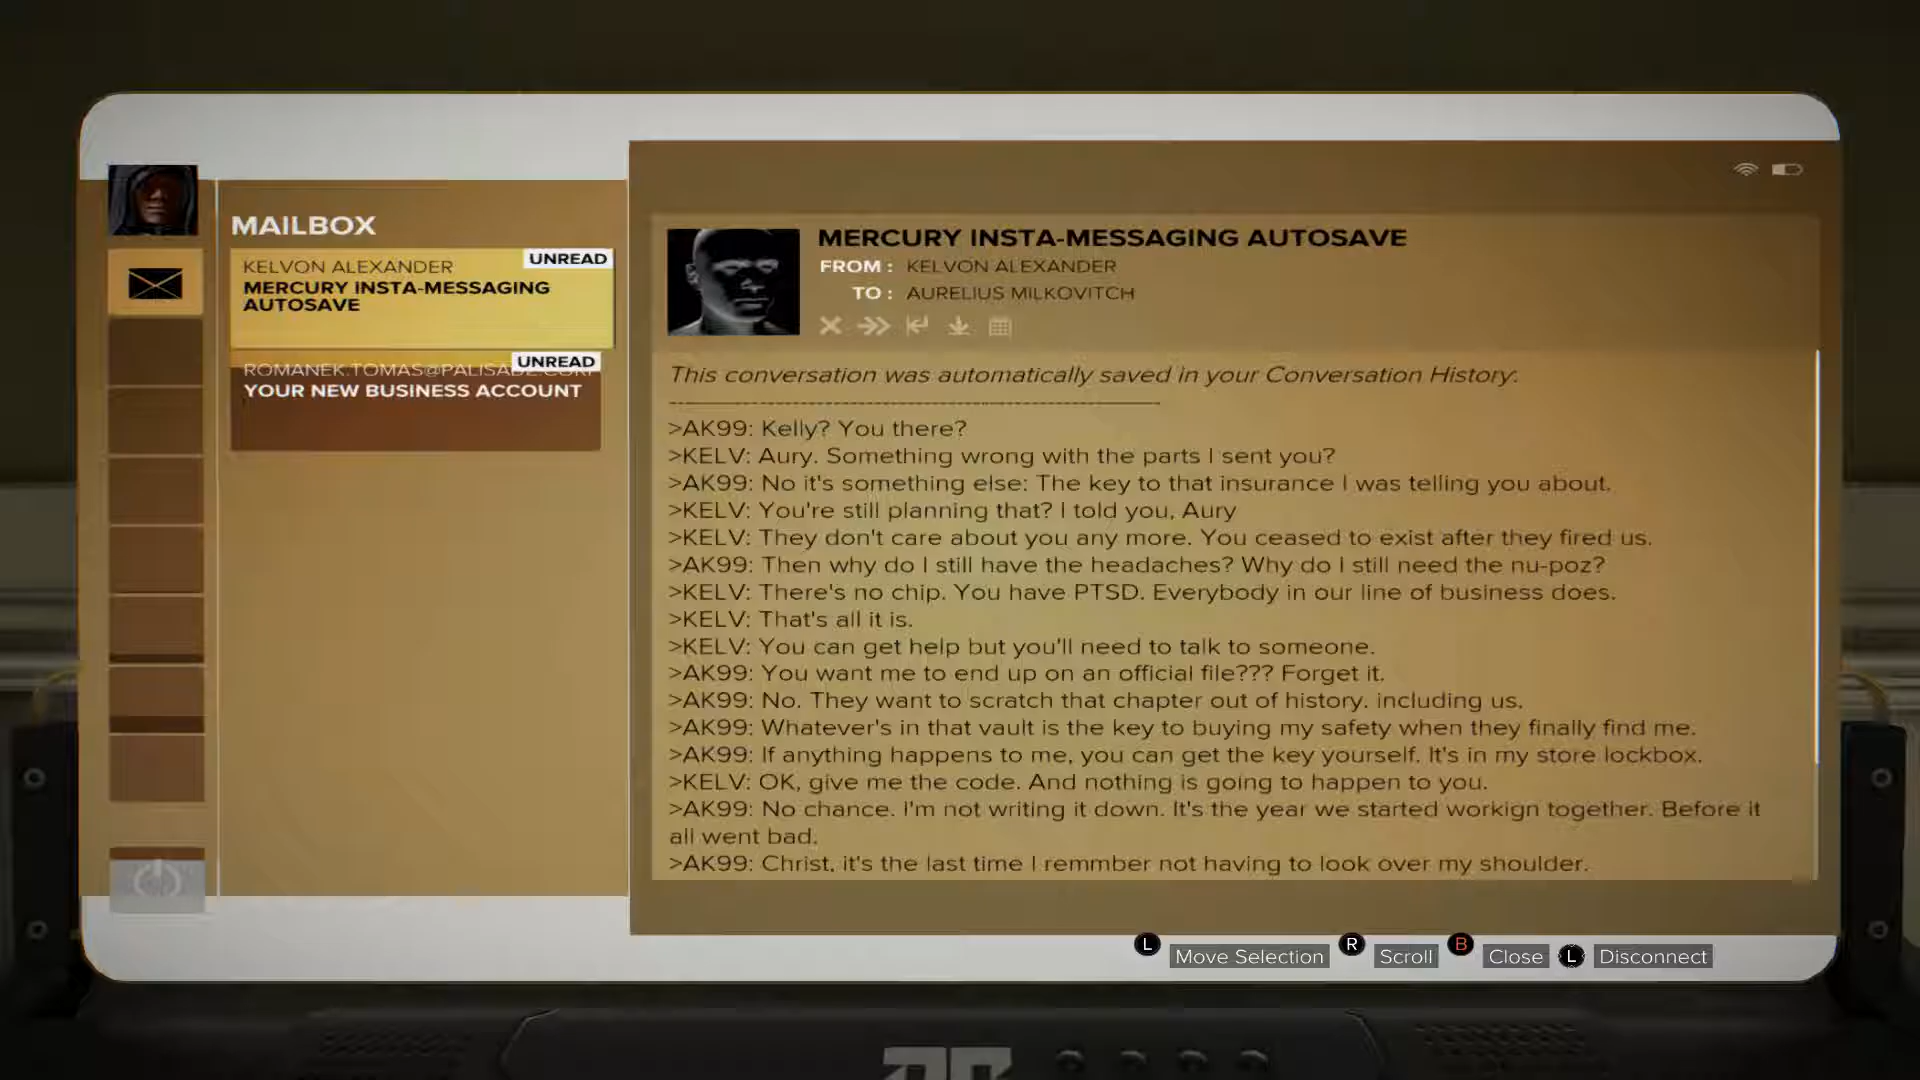 MAILBOX
UNREAD
KELVON ALEXANDER
MERCURY INSTA-MESSAGING
AUTOSAVE
UNREAD
YOUR NEW BUSINESS ACCOUNT
MERCURY INSTA-MESSAGING AUTOSAVE
FROM : KELVON ALEXANDER
TO : AURELIUS MILKOVITCH
This conversation was automatically saved in your Conversation History.
>AK99: Kelly? You there?
>KELV: Aury. Something wrong with the parts I sent you?
>AK99: No it's something else: The key to that insurance I was telling you about.
>KELV: You're still planning that? I told you, Aury
>KELV: They don't care about you any more. You ceased to exist after they fired us.
>AK99: Then why do I still have the headaches? Why do I still need the nu-poz?
>KELV: There's no chip. You have PTSD. Everybody in our line of business does.
>KELV: That's all it is.
>KELV: You can get help but you'll need to talk to someone.
>AK99: You want me to end up on an official file??? Forget it.
>AK99: No. They want to scratch that chapter out of history. including us.
>AK99: Whatever's in that vault is the key to buying my safety when they finally find me.
>AK99: If anything happens to me, you can get the key yourself. It's in my store lockbox.
>KELV: OK, give me the code. And nothing is going to happen to you.
>AK99: No chance. I'm not writing it down. It's the year we started workign together. Before it
all went bad.
>AK99: Christ, it's the last time I remmber not having to look over my shoulder.
L Move Selection R Scroll B Close L Disconnect